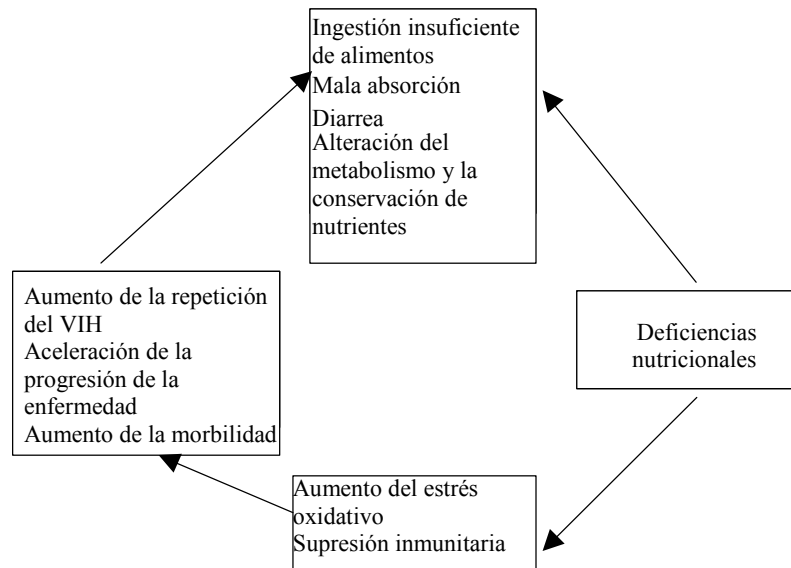 Ingestión insuficiente
de alimentos
Mala absorción
Diarrea
Alteración del
metabolismo y la
conservación de
nutrientes
Aumento de la repetición
del VIH
Aceleración de la
progresión de la
enfermedad
Aumento de la morbilidad
Deficiencias
nutricionales
Aumento del estrés
oxidativo
Supresión inmunitaria